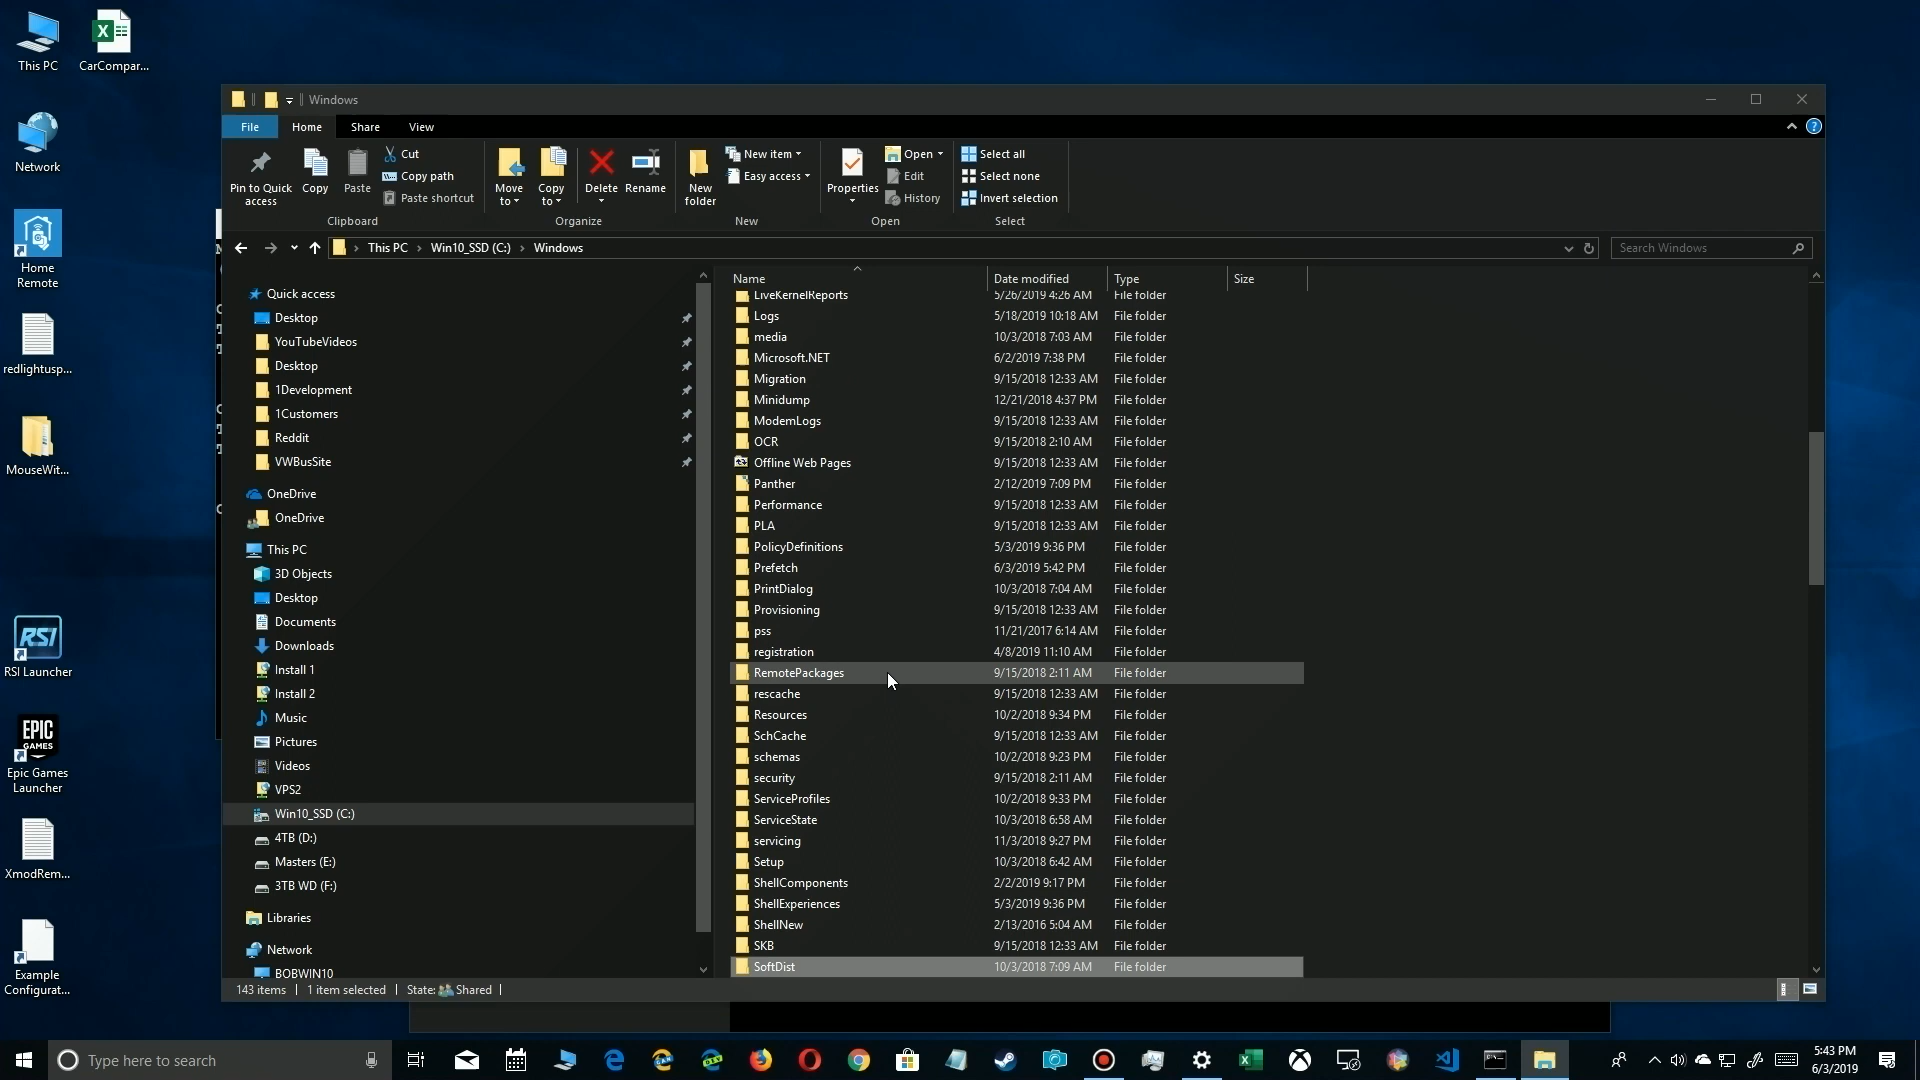 This PC
CarCompar...
Network
Home
Remote
redlightusp...
MouseWit...
RSI
RSI Launcher
EPIC
GAMES
Epic Games
Launcher
XmodRem...
Example
Configurat...
Windows
File
Home
Share
View
Pin to Quick
access
Copy
Paste
Cut
Copy path
Paste shortcut
Clipboard
Move
to
Copy
to
Delete
Rename
Organize
New
folder
New item
Easy access
New
Properties
Open
Edit
History
Open
Select all
Select none
Invert selection
Select
This PC > Win10_SSD (C:) > Windows
Search Windows
Quick access
Desktop
YouTubeVideos
Desktop
1Development
1Customers
Reddit
VWBusSite
OneDrive
OneDrive
This PC
3D Objects
Desktop
Documents
Downloads
Install 1
Install 2
Music
Pictures
Videos
VPS2
Win10_SSD (C:)
4TB (D:)
Masters (E:)
3TB WD (F:)
Libraries
Network
BOBWIN10
Name Date modified Type Size
LiveKernelReports 5/26/2019 4:26 AM File folder
Logs 5/18/2019 10:18 AM File folder
media 10/3/2018 7:03 AM File folder
Microsoft.NET 6/2/2019 7:38 PM File folder
Migration 9/15/2018 12:33 AM File folder
Minidump 12/21/2018 4:37 PM File folder
ModemLogs 9/15/2018 12:33 AM File folder
OCR 9/15/2018 2:10 AM File folder
Offline Web Pages 9/15/2018 12:33 AM File folder
Panther 2/12/2019 7:09 PM File folder
Performance 9/15/2018 12:33 AM File folder
PLA 9/15/2018 12:33 AM File folder
PolicyDefinitions 5/3/2019 9:36 PM File folder
Prefetch 6/3/2019 5:42 PM File folder
PrintDialog 10/3/2018 7:04 AM File folder
Provisioning 9/15/2018 12:33 AM File folder
pss 11/21/2017 6:14 AM File folder
registration 4/8/2019 11:10 AM File folder
RemotePackages 9/15/2018 2:11 AM File folder
rescache 9/15/2018 12:33 AM File folder
Resources 10/2/2018 9:34 PM File folder
SchCache 9/15/2018 12:33 AM File folder
schemas 10/2/2018 9:23 PM File folder
security 9/15/2018 2:11 AM File folder
ServiceProfiles 10/2/2018 9:33 PM File folder
ServiceState 10/3/2018 6:58 AM File folder
servicing 11/3/2018 9:27 PM File folder
Setup 10/3/2018 6:42 AM File folder
ShellComponents 2/2/2019 9:17 PM File folder
ShellExperiences 5/3/2019 9:36 PM File folder
ShellNew 2/13/2016 5:04 AM File folder
SKB 9/15/2018 12:33 AM File folder
SoftDist 10/3/2018 7:09 AM File folder
143 items 1 item selected State: Shared
Type here to search
5:43 PM
6/3/2019